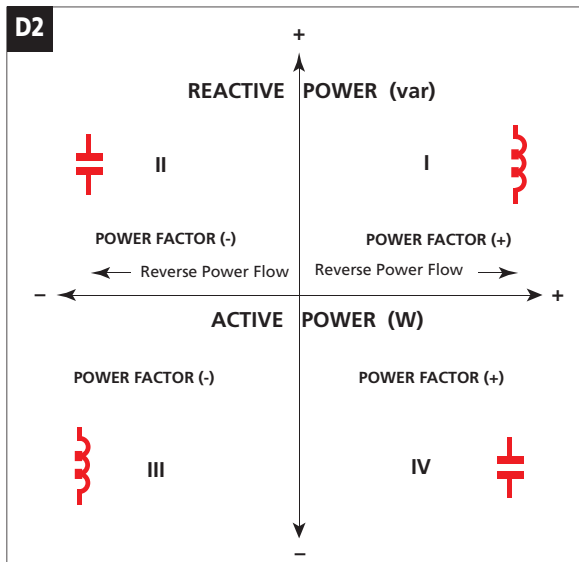 D2
+
REACTIVE POWER (var)
II
I
POWER FACTOR (-)
POWER FACTOR (+)
Reverse Power Flow
Reverse Power Flow
–
+
ACTIVE POWER (W)
POWER FACTOR (-)
POWER FACTOR (+)
III
IV
–